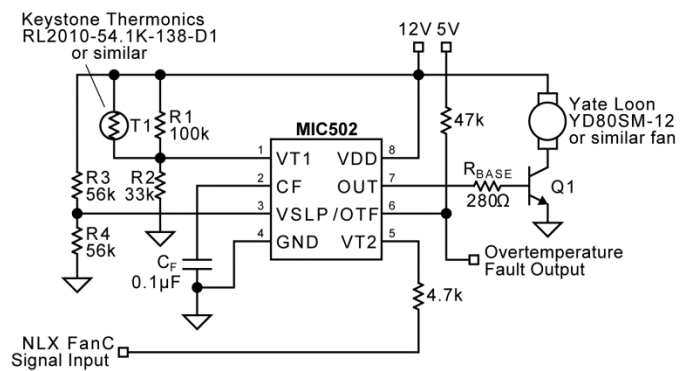 Keystone Thermonics
RL2010-54.1K-138-D1
or similar
12V 5V
T1
R1
100k
47k
Yate Loon
YD80SM-12
or similar fan
MIC502
R3
56k
R2
33k
1
VT1
VDD
8
2
CF
OUT
7
3
VSLP
/OTF
6
4
GND
VT2
5
RBASE
280Ω
Q1
R4
56k
CF
0.1µF
Overtemperature
Fault Output
4.7k
NLX FanC
Signal Input